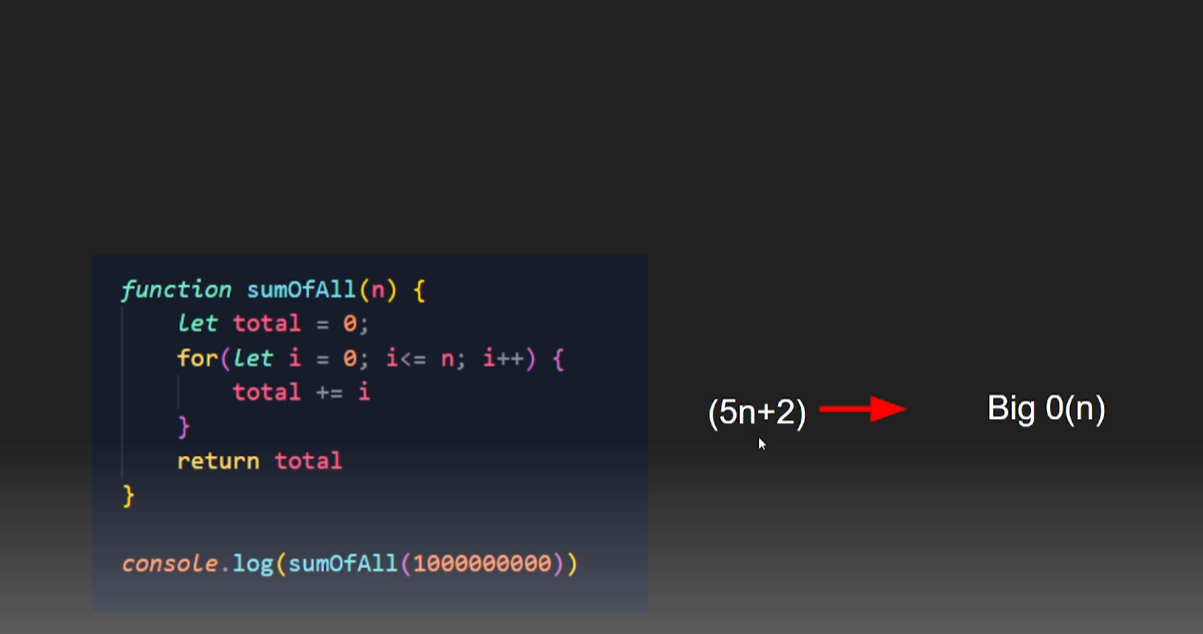 function sumOfAll(n) {
let total = 0;
for(let i = 0; i<= n; i++) {
total += i
}
return total
}
console.log(sumOfAll(1000000000))
(5n+2)
Big 0(n)